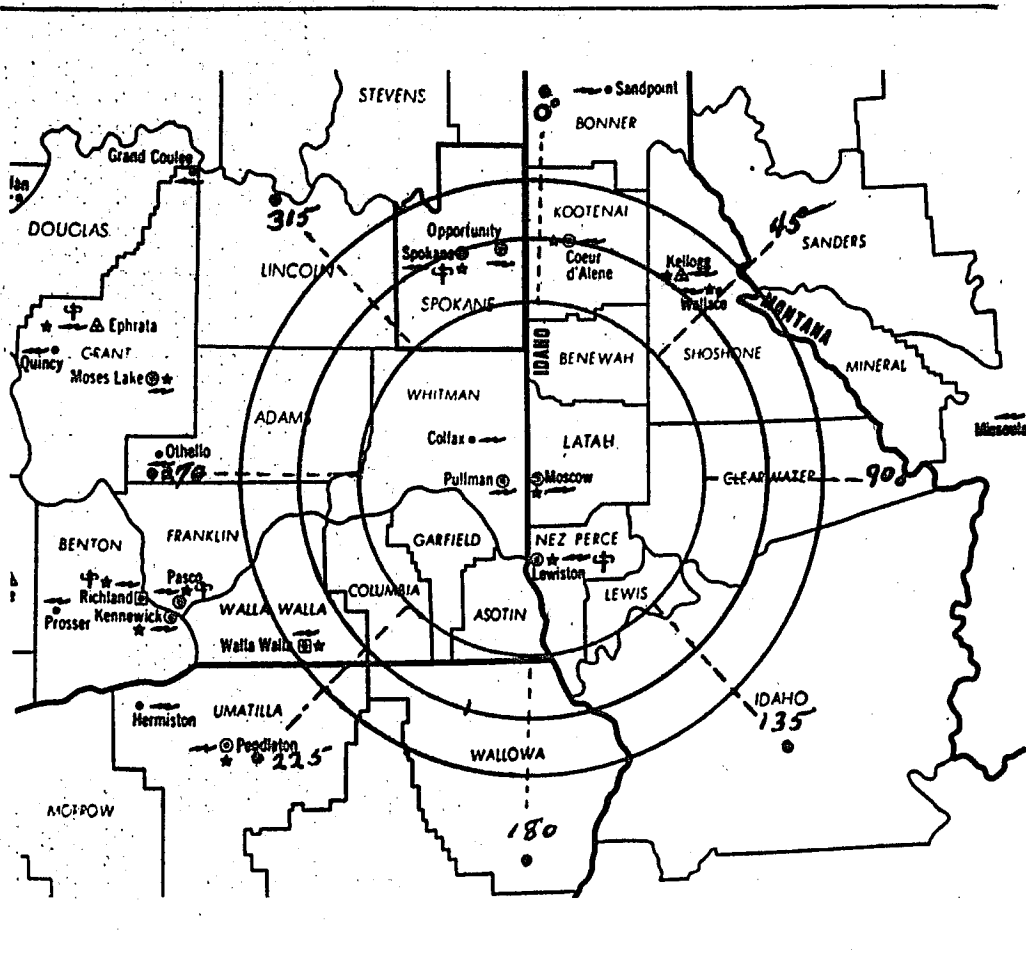 STEVENS
Sandpoint
BONNER
Grand Coulee
lan
DOUGLAS
315
KOOTENAI
45
SANDERS
Opportunity
Spokane
Coeur
d'Alene
LINCOLN
Kellogg
Wallace
SPOKANE
MONTANA
Ephrata
GRANT
Quincy
Moses Lake
IDAHO
BENEWAH
SHOSHONE
MINERAL
WHITMAN
ADAMS
Colfax
LATAH
Missoula
Othello
270
Pullman
Moscow
CLEARWATER
90
BENTON
FRANKLIN
GARFIELD
NEZ PERCE
Lewiston
Pasco
Richland
Kennewick
Prosser
WALLA WALLA
COLUMBIA
ASOTIN
LEWIS
Walla Walla
Hermiston
UMATILLA
IDAHO
135
Pendleton
225
WALLOWA
MORROW
180